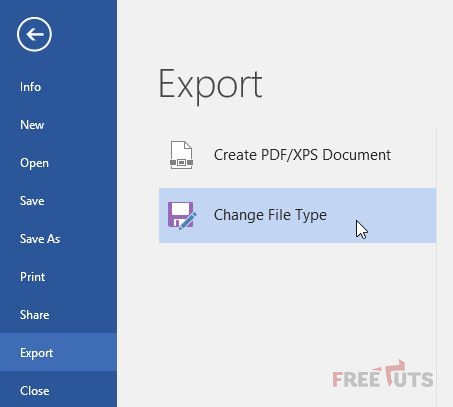 Info
New
Open
Save
Save As
Print
Share
Export
Close
Export
Create PDF/XPS Document
Change File Type
FREETUTS